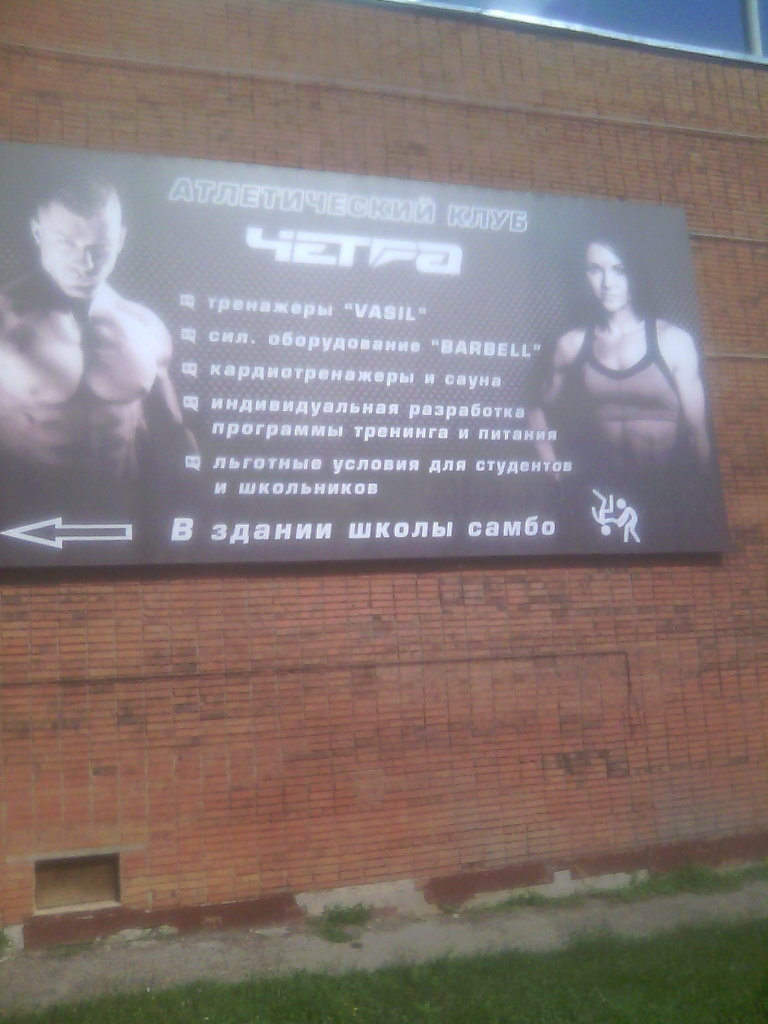 АТЛЕТИЧЕСКИЙ КЛУБ
ЧЕТРА
тренажеры "VASIL"
сил. оборудование "BARBELL"
кардиотренажеры и сауна
индивидуальная разработка
программы тренинга и питания
льготные условия для студентов
и школьников
В здании школы самбо